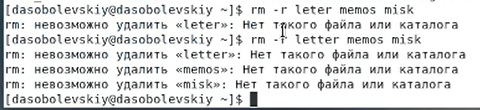 [dasobolevskiy@dasobolevskiy ~]$ rm -r leter memos misk
rm: невозможно удалить «leter»: Нет такого файла или каталога
[dasobolevskiy@dasobolevskiy ~]$ rm -r letter memos misk
rm: невозможно удалить «letter»: Нет такого файла или каталога
rm: невозможно удалить «memos»: Нет такого файла или каталога
rm: невозможно удалить «misk»: Нет такого файла или каталога
[dasobolevskiy@dasobolevskiy ~]$